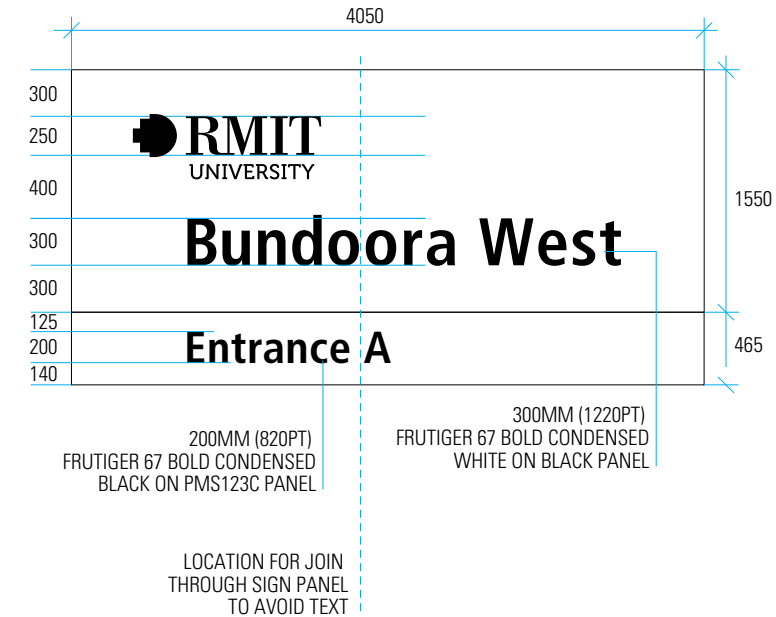 4050
300
250
400
300
300
125
200
140
RMIT
UNIVERSITY
Bundoora West
Entrance A
1550
465
200MM (820PT)
FRUTIGER 67 BOLD CONDENSED
BLACK ON PMS123C PANEL
300MM (1220PT)
FRUTIGER 67 BOLD CONDENSED
WHITE ON BLACK PANEL
LOCATION FOR JOIN
THROUGH SIGN PANEL
TO AVOID TEXT